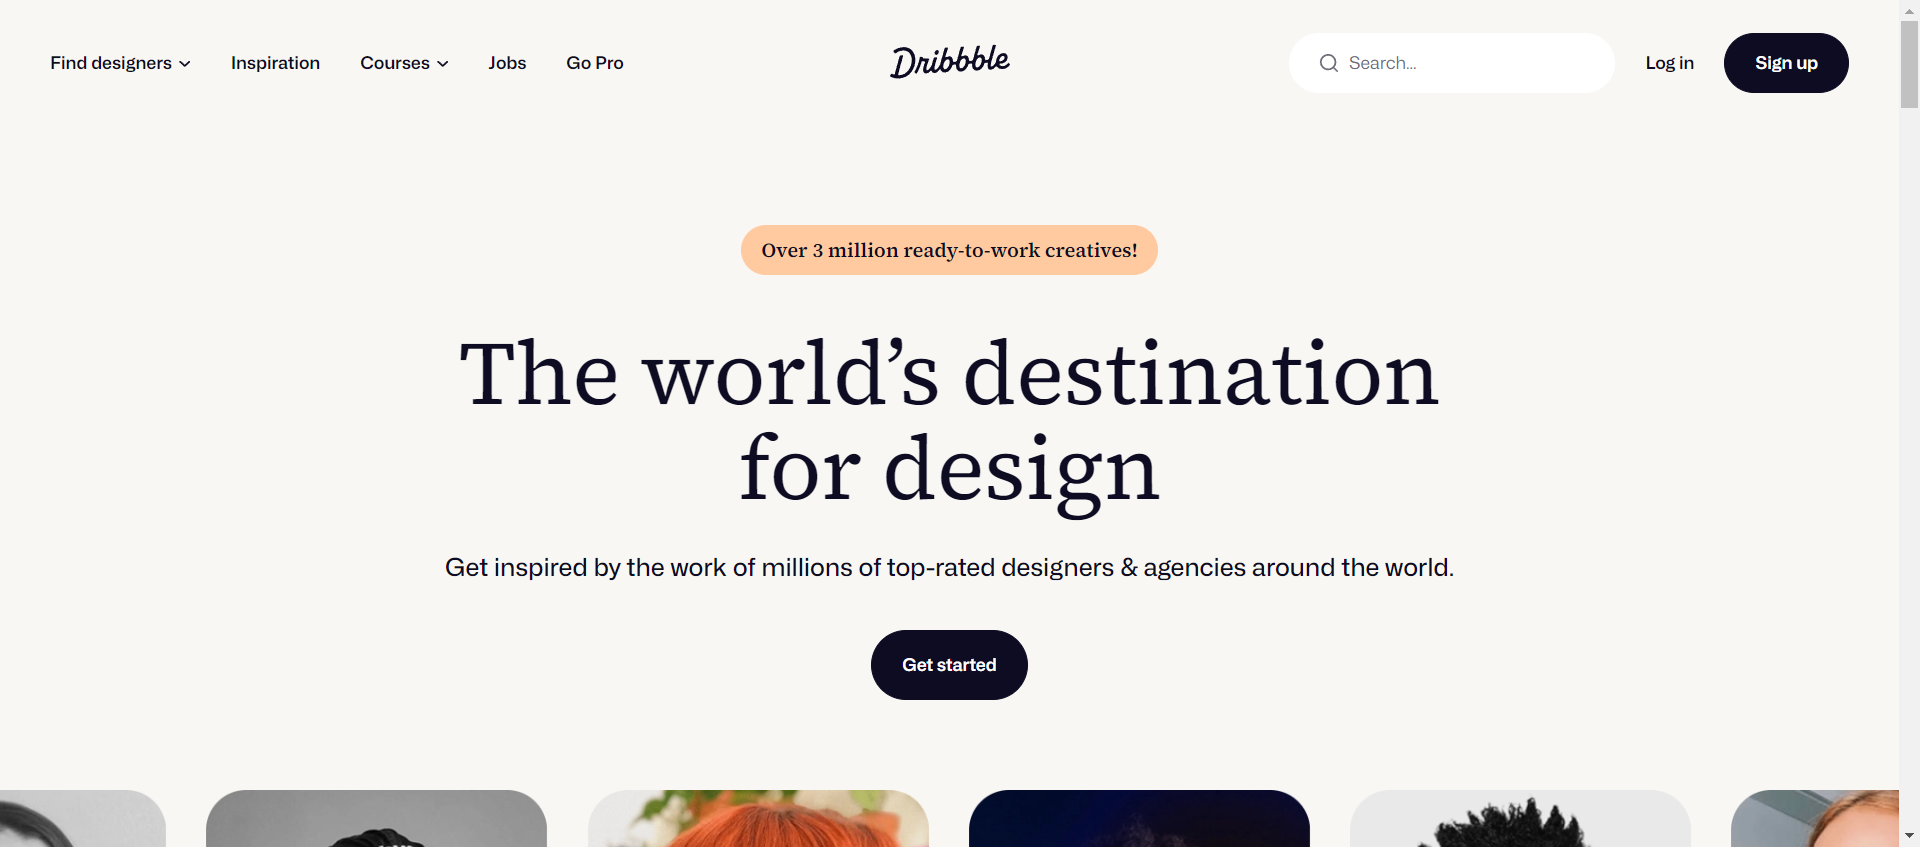 Find designers
Inspiration
Courses
Jobs
Go Pro
Dribbble
Search...
Log in
Sign up
Over 3 million ready-to-work creatives!
The world’s destination
for design
Get inspired by the work of millions of top-rated designers & agencies around the world.
Get started